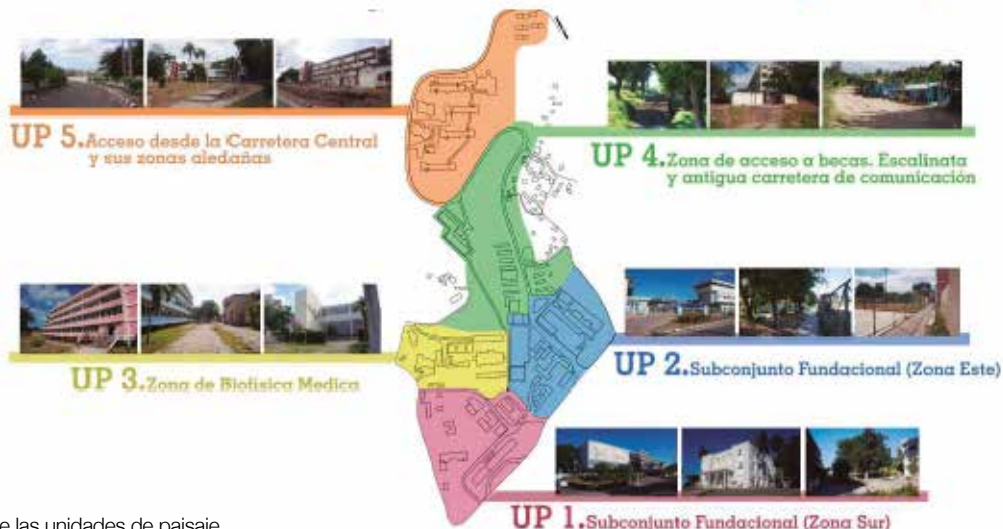 UP 5.Acceso desde la Carretera Central
y sus zonas aledañas
UP 4.Zona de acceso a becas. Escalinata
y antigua carretera de comunicación
UP 3.Zona de Biofisica Medica
UP 2.Subconjunto Fundacional (Zona Este)
UP 1.Subconjunto Fundacional (Zona Sur)
e las unidades de paisaje